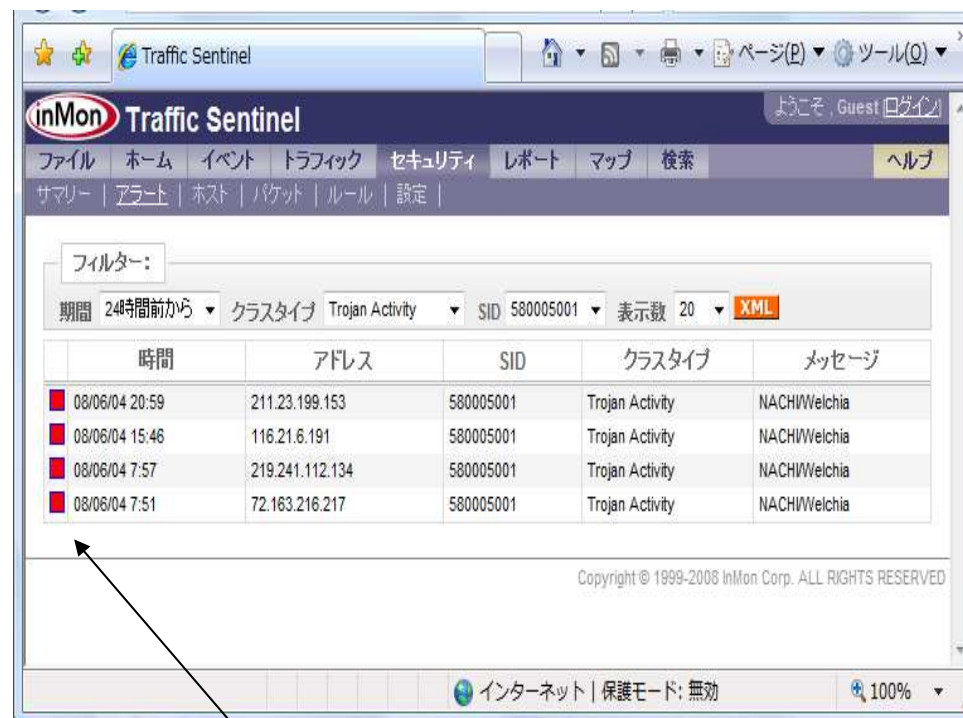 Traffic Sentinel
ページ(P) ツール(O)
inMon Traffic Sentinel
ようこそ , Guest [ログイン]
ファイル ホーム イベント トラフィック セキュリティ レポート マップ 検索 ヘルプ
サマリー | アラート | ホスト | パケット | ルール | 設定 |
フィルター:
期間 24時間前から クラスタイプ Trojan Activity SID 580005001 表示数 20 XML
時間 アドレス SID クラスタイプ メッセージ
08/06/04 20:59 211.23.199.153 580005001 Trojan Activity NACHI/Welchia
08/06/04 15:46 116.21.6.191 580005001 Trojan Activity NACHI/Welchia
08/06/04 7:57 219.241.112.134 580005001 Trojan Activity NACHI/Welchia
08/06/04 7:51 72.163.216.217 580005001 Trojan Activity NACHI/Welchia
Copyright © 1999-2008 InMon Corp. ALL RIGHTS RESERVED
インターネット | 保護モード: 無効 100%